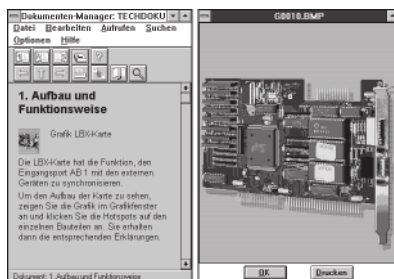 Dokumenten-Manager: TECHDOKU
Datei Bearbeiten Aufrufen Suchen
Optionen Hilfe
1. Aufbau und
Funktionsweise
Grafik LBX-Karte
Die LBX-Karte hat die Funktion, den
Eingangsport AB 1 mit den externen
Geräten zu synchronisieren.
Um den Aufbau der Karte zu sehen,
zeigen Sie die Grafik im Grafikfenster
an und klicken Sie die Hotspots auf den
einzelnen Bauteilen an. Sie erhalten
dann die entsprechenden Erklärungen.
Dokument: 1. Aufbau und Funktionsweise
G0010.BMP
OK Drucken